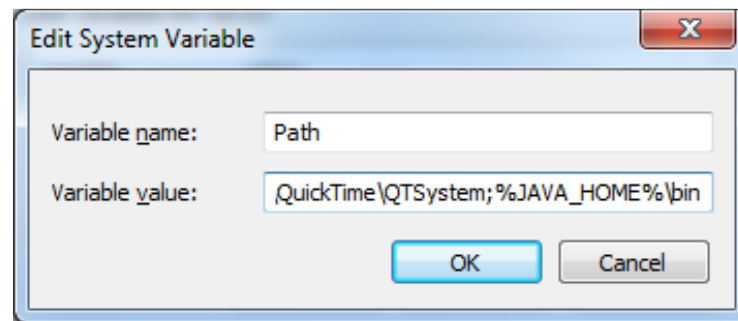 Edit System Variable
Variable name: Path
Variable value: QuickTime\QTSystem;%JAVA_HOME%\bin
OK Cancel